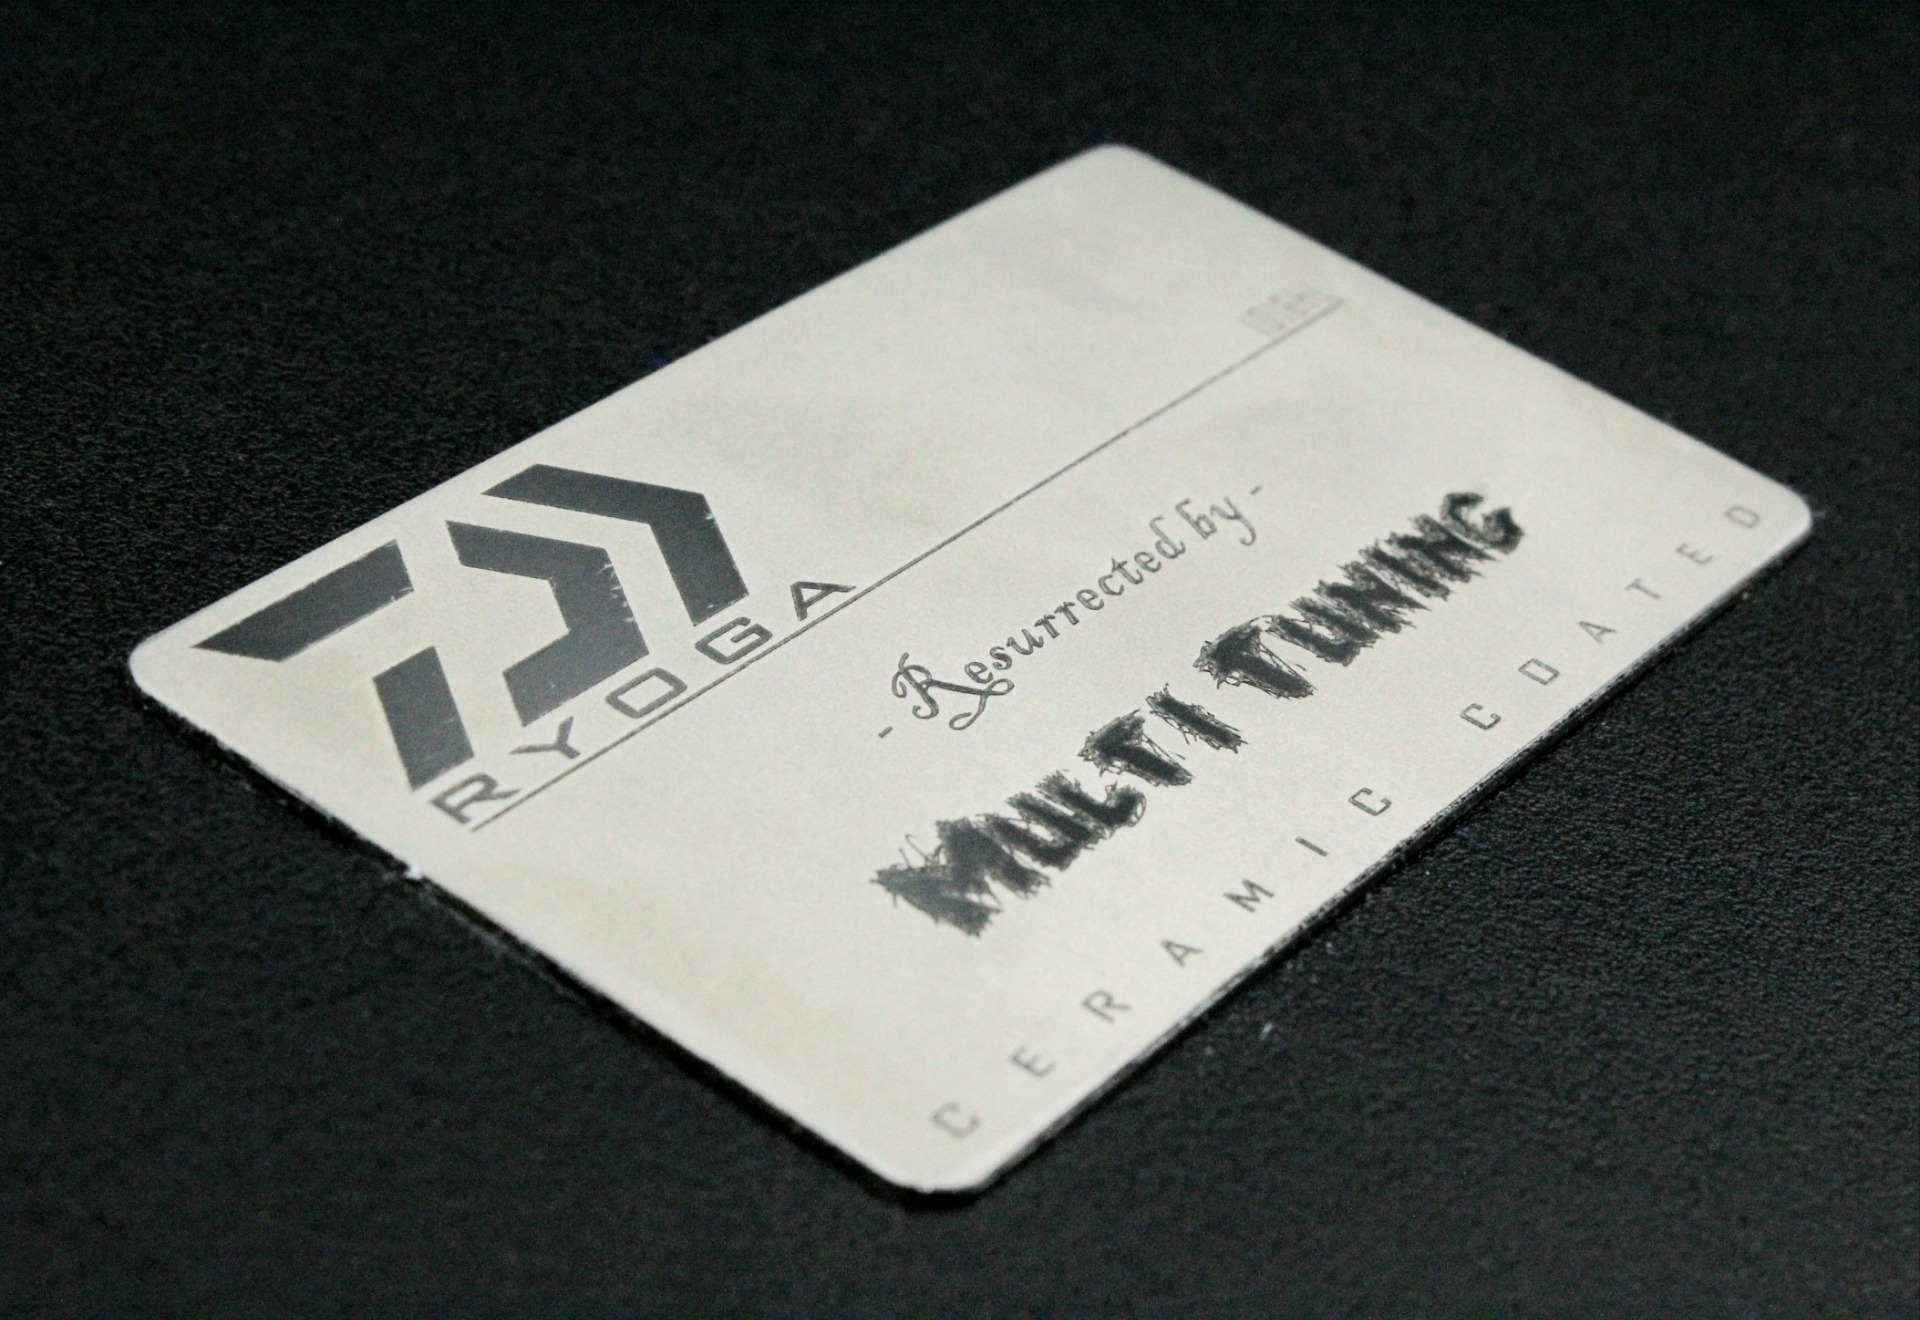 RYOGA
- Resurrected by -
MULTI TUNING
CERAMIC COATED